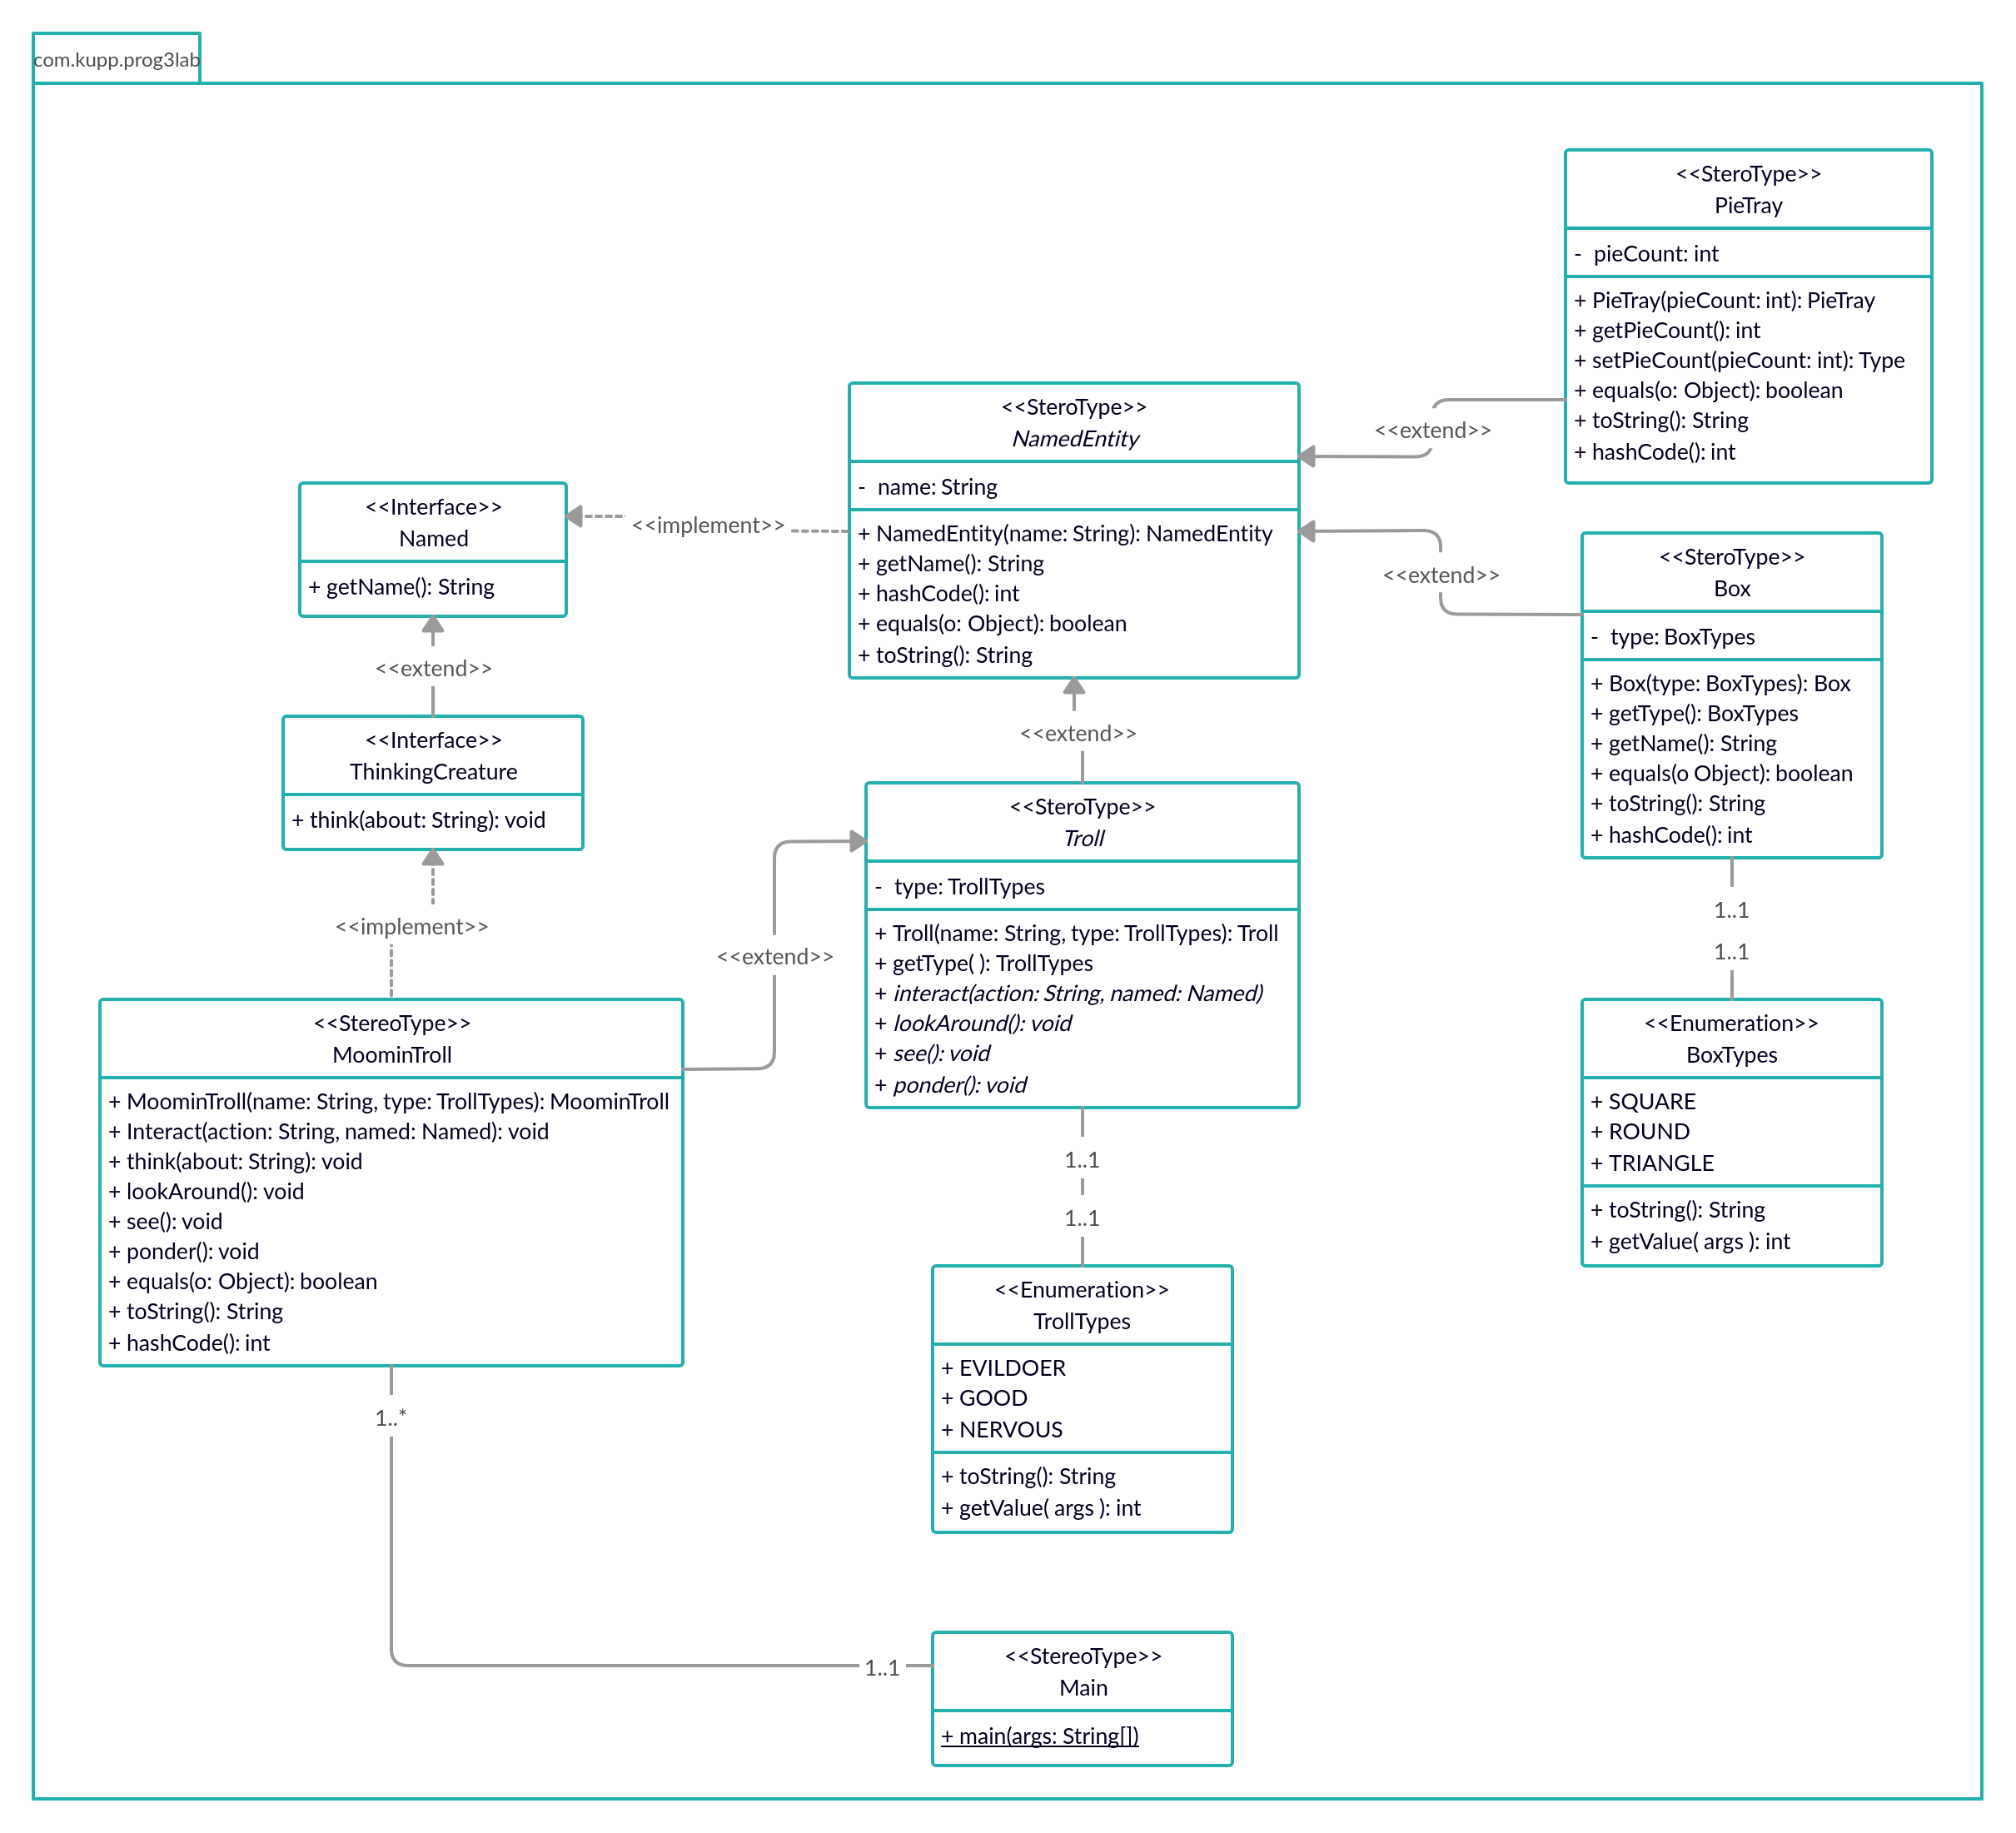 com.kupp.prog3lab
<<SteroType>>
PieTray
- pieCount: int
+ PieTray(pieCount: int): PieTray
+ getPieCount(): int
+ setPieCount(pieCount: int): Type
+ equals(o: Object): boolean
+ toString(): String
+ hashCode(): int
<<extend>>
<<SteroType>>
NamedEntity
- name: String
+ NamedEntity(name: String): NamedEntity
+ getName(): String
+ hashCode(): int
+ equals(o: Object): boolean
+ toString(): String
<<implement>>
<<Interface>>
Named
+ getName(): String
<<extend>>
<<SteroType>>
Box
- type: BoxTypes
+ Box(type: BoxTypes): Box
+ getType(): BoxTypes
+ getName(): String
+ equals(o Object): boolean
+ toString(): String
+ hashCode(): int
<<extend>>
<<Interface>>
ThinkingCreature
+ think(about: String): void
<<extend>>
<<SteroType>>
Troll
- type: TrollTypes
+ Troll(name: String, type: TrollTypes): Troll
+ getType( ): TrollTypes
+ interact(action: String, named: Named)
+ lookAround(): void
+ see(): void
+ ponder(): void
<<implement>>
<<extend>>
1..1
1..1
<<StereoType>>
MoominTroll
+ MoominTroll(name: String, type: TrollTypes): MoominTroll
+ Interact(action: String, named: Named): void
+ think(about: String): void
+ lookAround(): void
+ see(): void
+ ponder(): void
+ equals(o: Object): boolean
+ toString(): String
+ hashCode(): int
<<Enumeration>>
BoxTypes
+ SQUARE
+ ROUND
+ TRIANGLE
+ toString(): String
+ getValue( args ): int
1..1
1..1
<<Enumeration>>
TrollTypes
+ EVILDOER
+ GOOD
+ NERVOUS
+ toString(): String
+ getValue( args ): int
1..*
1..1
<<StereoType>>
Main
+ main(args: String[])